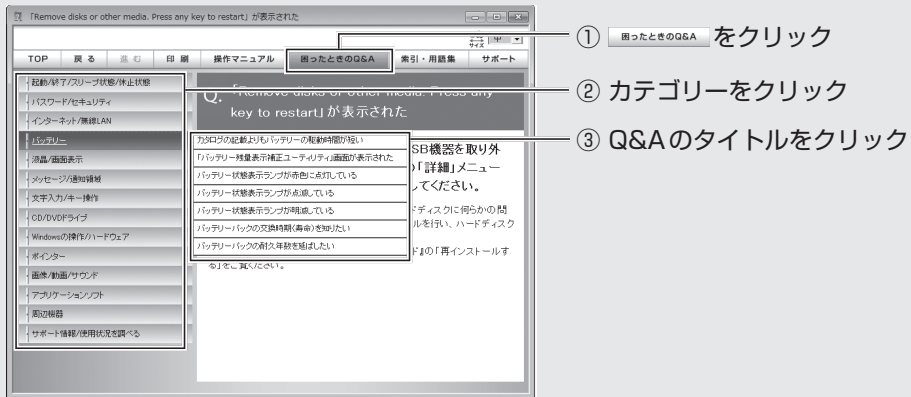 「Remove disks or other media. Press any key to restart」が表示された
サイズ 中
TOP 戻る 進む 印刷 操作マニュアル 困ったときのQ&A 索引・用語集 サポート
① 困ったときのQ&A をクリック
② カテゴリーをクリック
③ Q&Aのタイトルをクリック
起動/終了/スリープ状態/休止状態
パスワード/セキュリティ
インターネット/無線LAN
バッテリー
液晶/画面表示
メッセージ/通知領域
文字入力/キー操作
CD/DVDドライブ
Windowsの操作/ハードウェア
ポインター
画像/動画/サウンド
アプリケーションソフト
周辺機器
サポート情報/使用状況を調べる
Q. 「Remove disks or other media. Press any
key to restart」が表示された
カタログの記載よりもバッテリーの駆動時間が短い
「バッテリー残量表示補正ユーティリティ」画面が表示された
バッテリー状態表示ランプが赤色に点灯している
バッテリー状態表示ランプが点滅している
バッテリー状態表示ランプが明滅している
バッテリーパックの交換時期(寿命)を知りたい
バッテリーパックの耐久年数を延ばしたい
SB機器を取り外
「詳細」メニュー
してください。
ードディスクに何らかの問
ルを行い、ハードディスク
ド』の「再インストールす
る」をご覧ください。